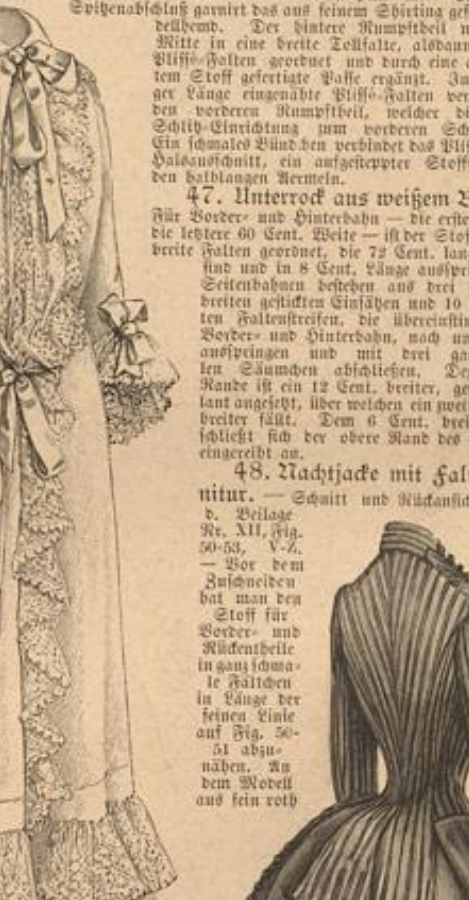 Spitzenabschluß garnirt das aus feinem Shirting ge
dellhemd. Der hintere Rumpftheil
Mitte in eine breite Tollfalte, alsdann
Plissé-Falten geordnet und durch eine
tem Stoff gefertigte Passe ergänzt. In
ger Länge eingenähte Plissé-Falten ver
den vorderen Rumpftheil, welcher
Schlitz-Einrichtung zum vorderen Sch
Ein schmales Bündchen verbindet das Plis
Halsausschnitt, ein aufgesteppter Stoff
den halblangen Aermeln.
47. Unterrock aus weißem
Für Vorder- und Hinterbahn — die erste
die letztere 60 Cent. Weite — ist der Stof
breite Falten geordnet, die 72 Cent. lan
sind und in 8 Cent. Länge ausspr
Seitenbahnen bestehen aus drei
breiten gestickten Einsätzen und 10
ten Faltenstreifen, die übereinstim
Vorder- und Hinterbahn, nach un
ausspringen und mit drei ga
len Säumchen abschließen. De
Rande ist ein 12 Cent. breiter, ge
lant angesetzt, über welchen ein zwei
breiter fällt. Dem 6 Cent. brei
schließt sich der obere Rand des
eingereiht an.
48. Nachtjacke mit Fal
nitur. — Schnitt und Rückansich
d. Beilage
Nr. XII, Fig.
50-53, V-Z.
— Vor dem
Zuschneiden
hat man den
Stoff für
Vorder- und
Rückentheile
in ganz schma-
le Fältchen
in Länge der
feinen Linie
auf Fig. 50-
51 abzu-
nähen. An
dem Modell
aus fein roth